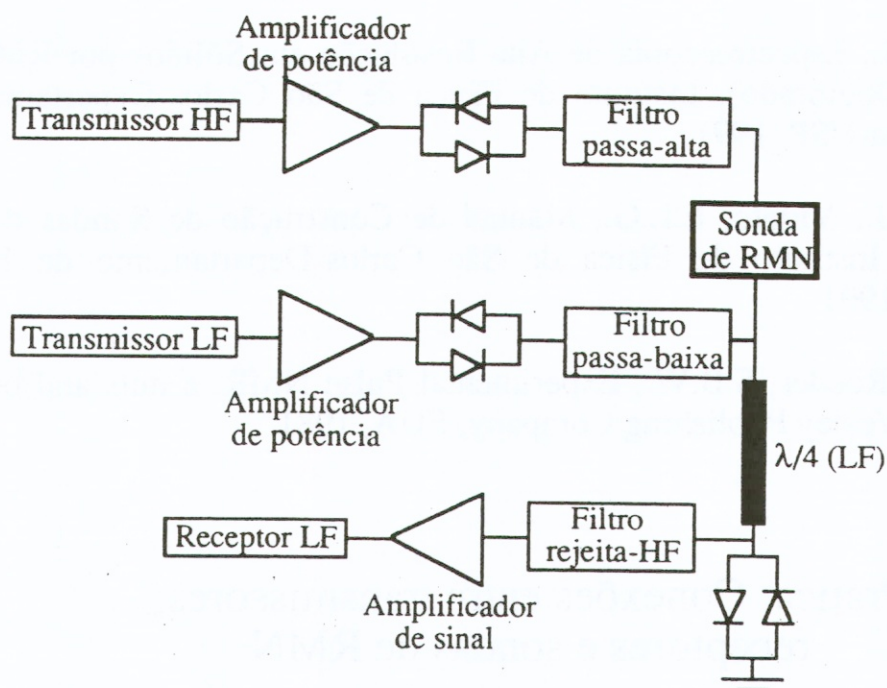 Amplificador
de potência
Transmissor HF
Filtro
passa-alta
Sonda
de RMN
Transmissor LF
Filtro
passa-baixa
Amplificador
de potência
λ/4 (LF)
Receptor LF
Filtro
rejeita-HF
Amplificador
de sinal